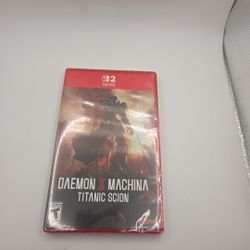 2
DAEMON X MACHINA
TITANIC SCION
T